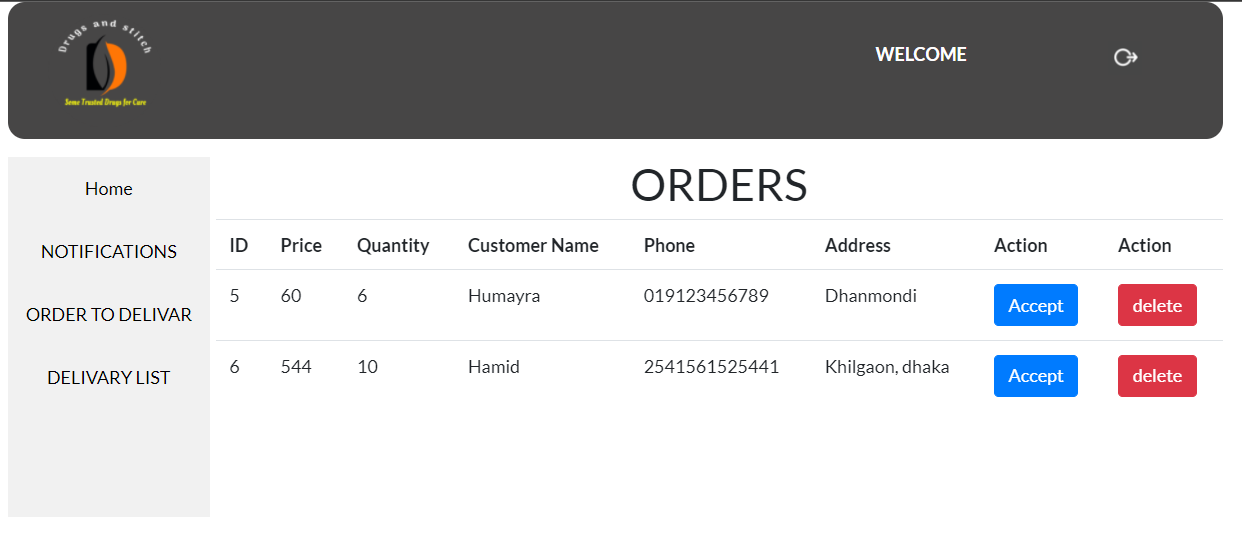 Drugs and stitch
Some Trusted Drugs for Cure
WELCOME
Home
NOTIFICATIONS
ORDER TO DELIVAR
DELIVARY LIST
ORDERS
ID Price Quantity Customer Name Phone Address Action Action
5 60 6 Humayra 019123456789 Dhanmondi Accept delete
6 544 10 Hamid 2541561525441 Khilgaon, dhaka Accept delete